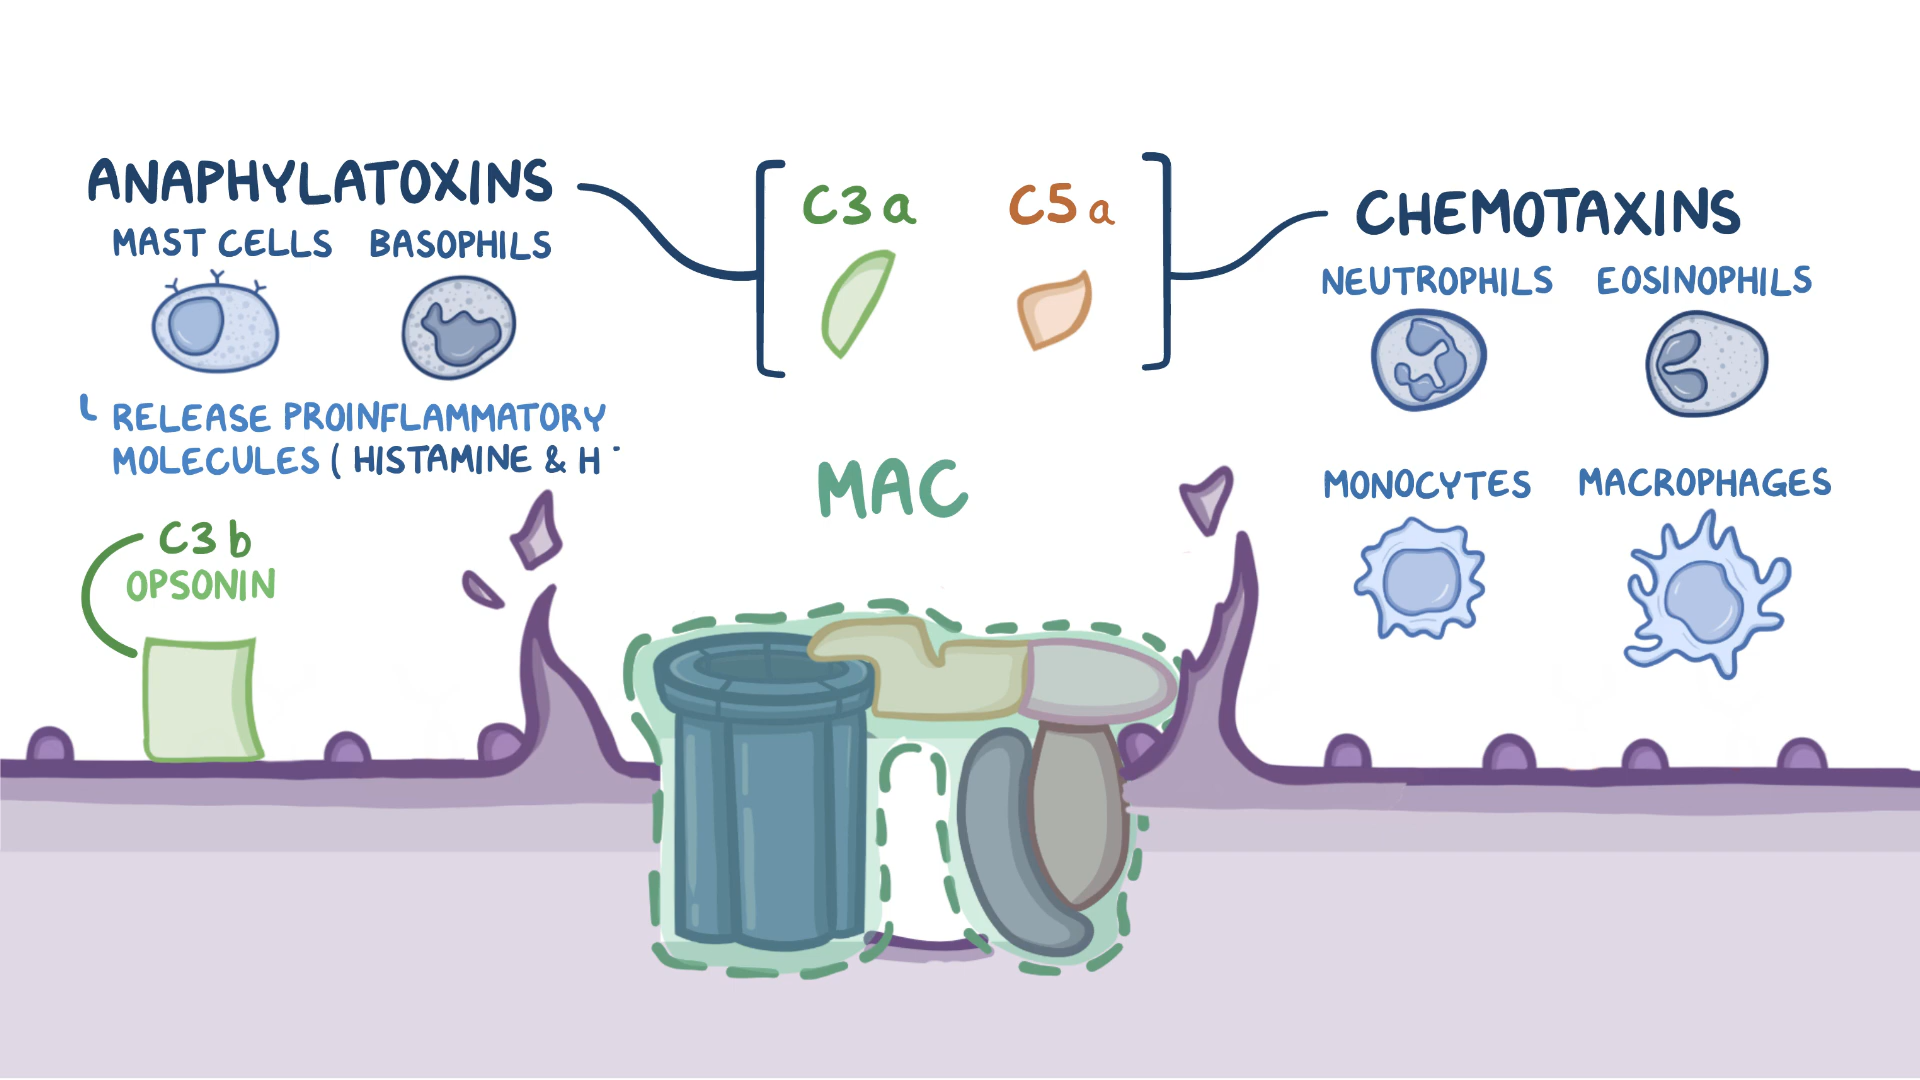 ANAPHYLATOXINS
MAST CELLS BASOPHILS
RELEASE PROINFLAMMATORY
MOLECULES (HISTAMINE & H
C3b
OPSONIN
C3a C5a
MAC
CHEMOTAXINS
NEUTROPHILS EOSINOPHILS
MONOCYTES MACROPHAGES